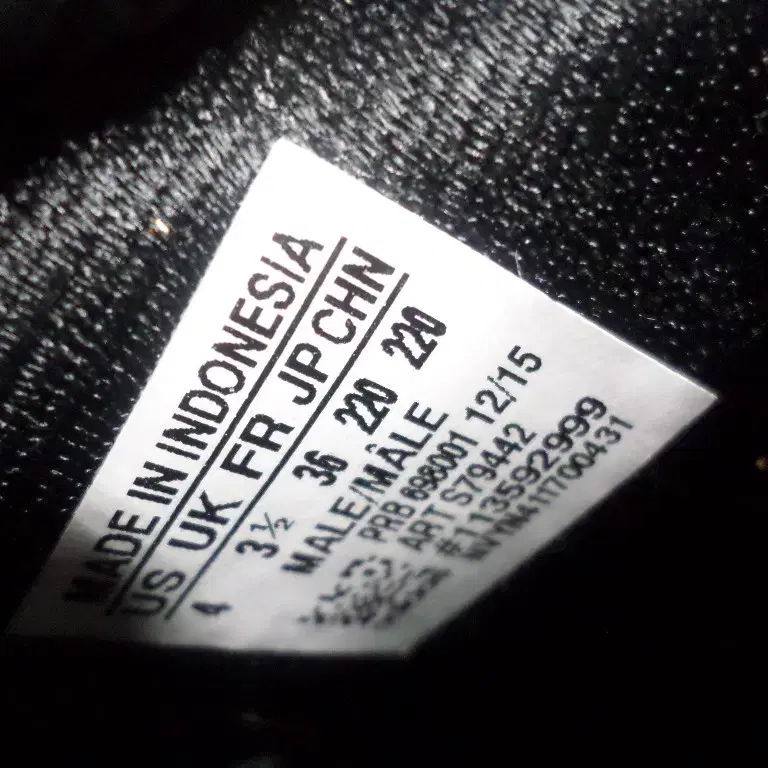 MADE IN INDONESIA
US UK FR JP CHN
4 3½ 36 220 220
MALE/MÂLE
PRB 698001 12/15
ART S79442
#113592999